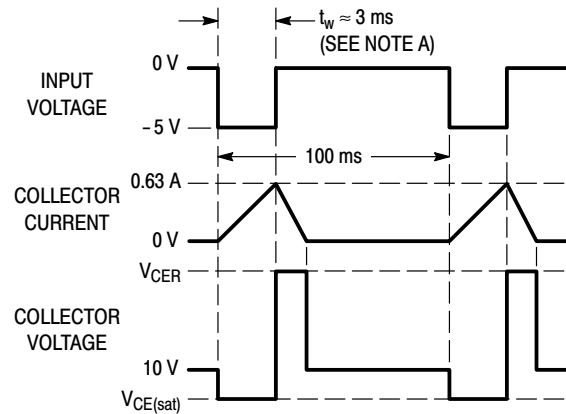 t_w ≈ 3 ms
(SEE NOTE A)
0 V
INPUT
VOLTAGE
-5 V
100 ms
0.63 A
COLLECTOR
CURRENT
0 V
V_CER
COLLECTOR
VOLTAGE
10 V
V_CE(sat)